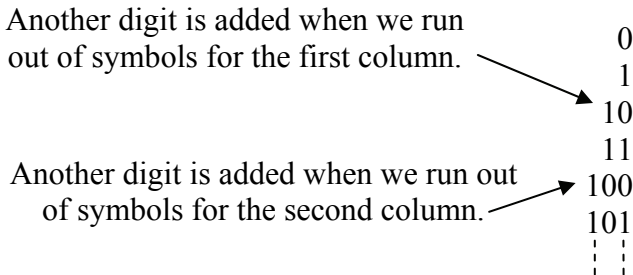 Another digit is added when we run
out of symbols for the first column.
0
1
10
11
Another digit is added when we run out
of symbols for the second column.
100
101